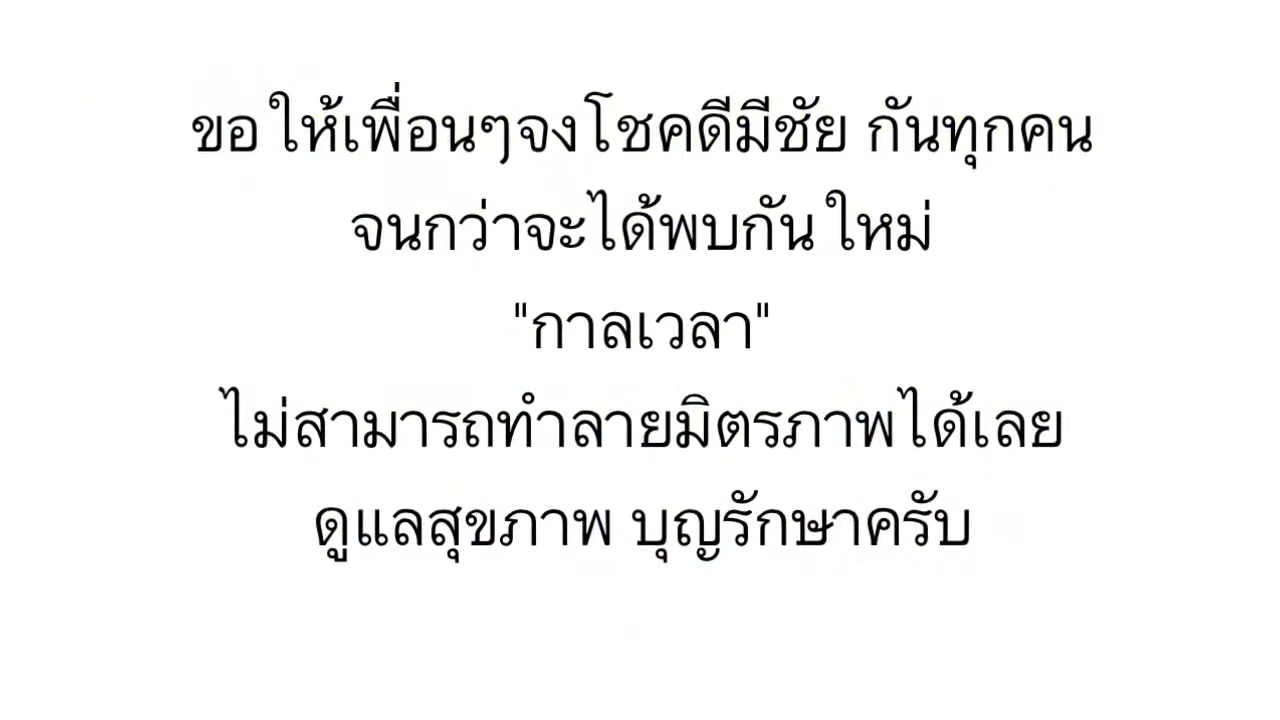 ขอให้เพื่อนๆจงโชคดีมีชัย กันทุกคน
จนกว่าจะได้พบกันใหม่
"กาลเวลา"
ไม่สามารถทำลายมิตรภาพได้เลย
ดูแลสุขภาพ บุญรักษาครับ